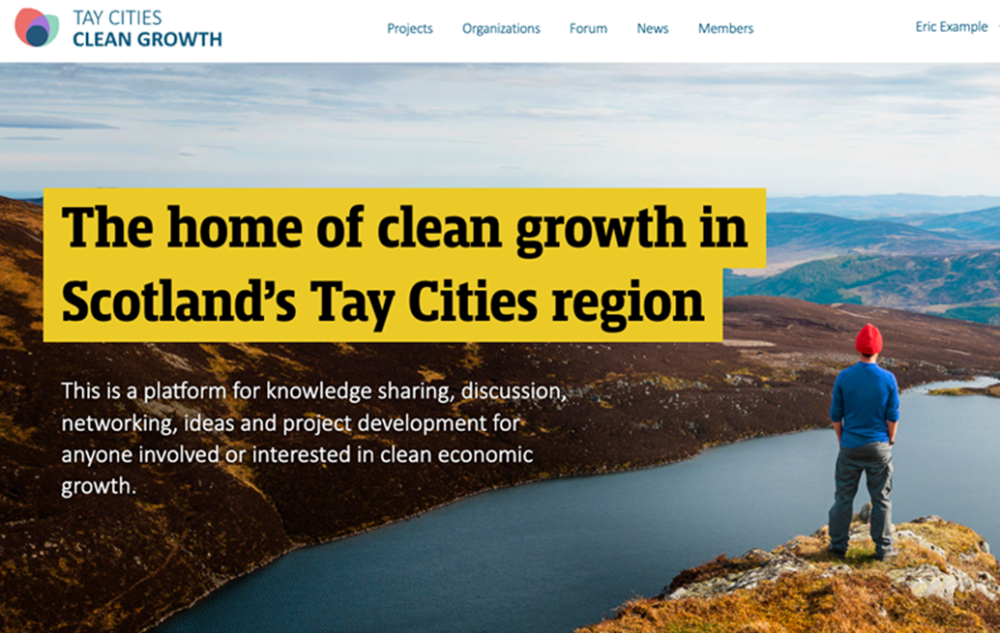 TAY CITIES
CLEAN GROWTH
Projects Organizations Forum News Members Eric Example
The home of clean growth in
Scotland’s Tay Cities region
This is a platform for knowledge sharing, discussion,
networking, ideas and project development for
anyone involved or interested in clean economic
growth.